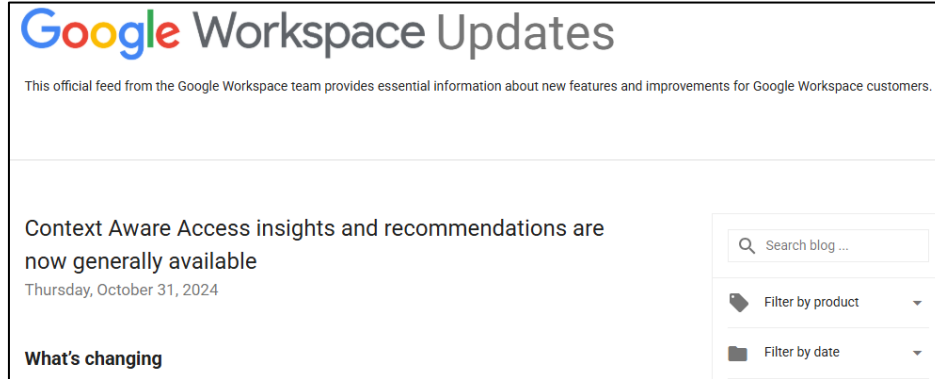 Google Workspace Updates
This official feed from the Google Workspace team provides essential information about new features and improvements for Google Workspace customers.
Context Aware Access insights and recommendations are
now generally available
Thursday, October 31, 2024
Search blog ...
Filter by product
Filter by date
What’s changing